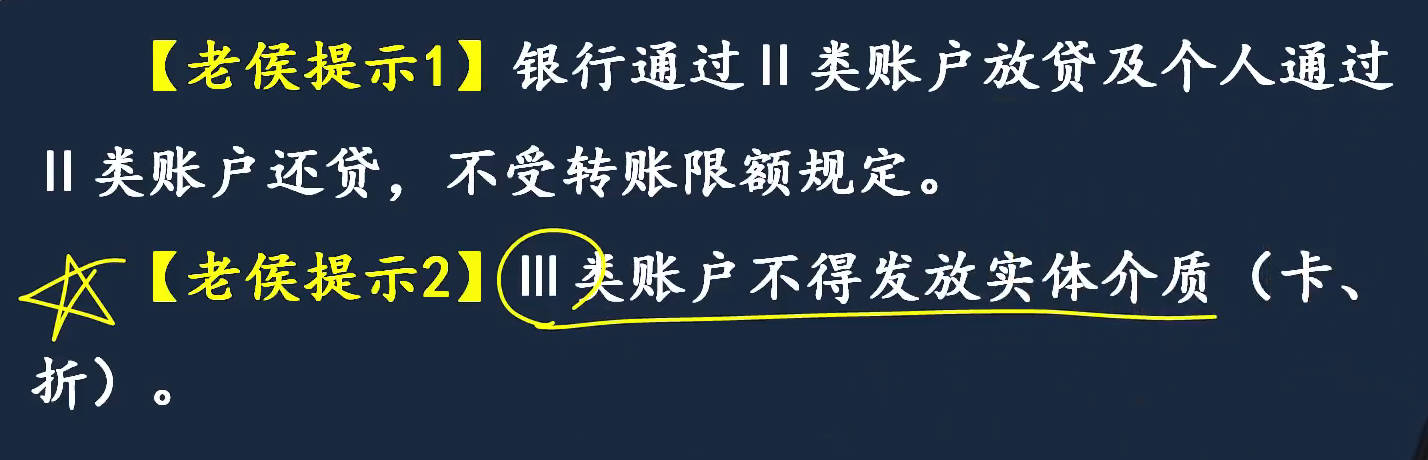 【老侯提示1】银行通过Ⅱ类账户放贷及个人通过
Ⅱ类账户还贷，不受转账限额规定。
【老侯提示2】Ⅲ类账户不得发放实体介质（卡、
折）。